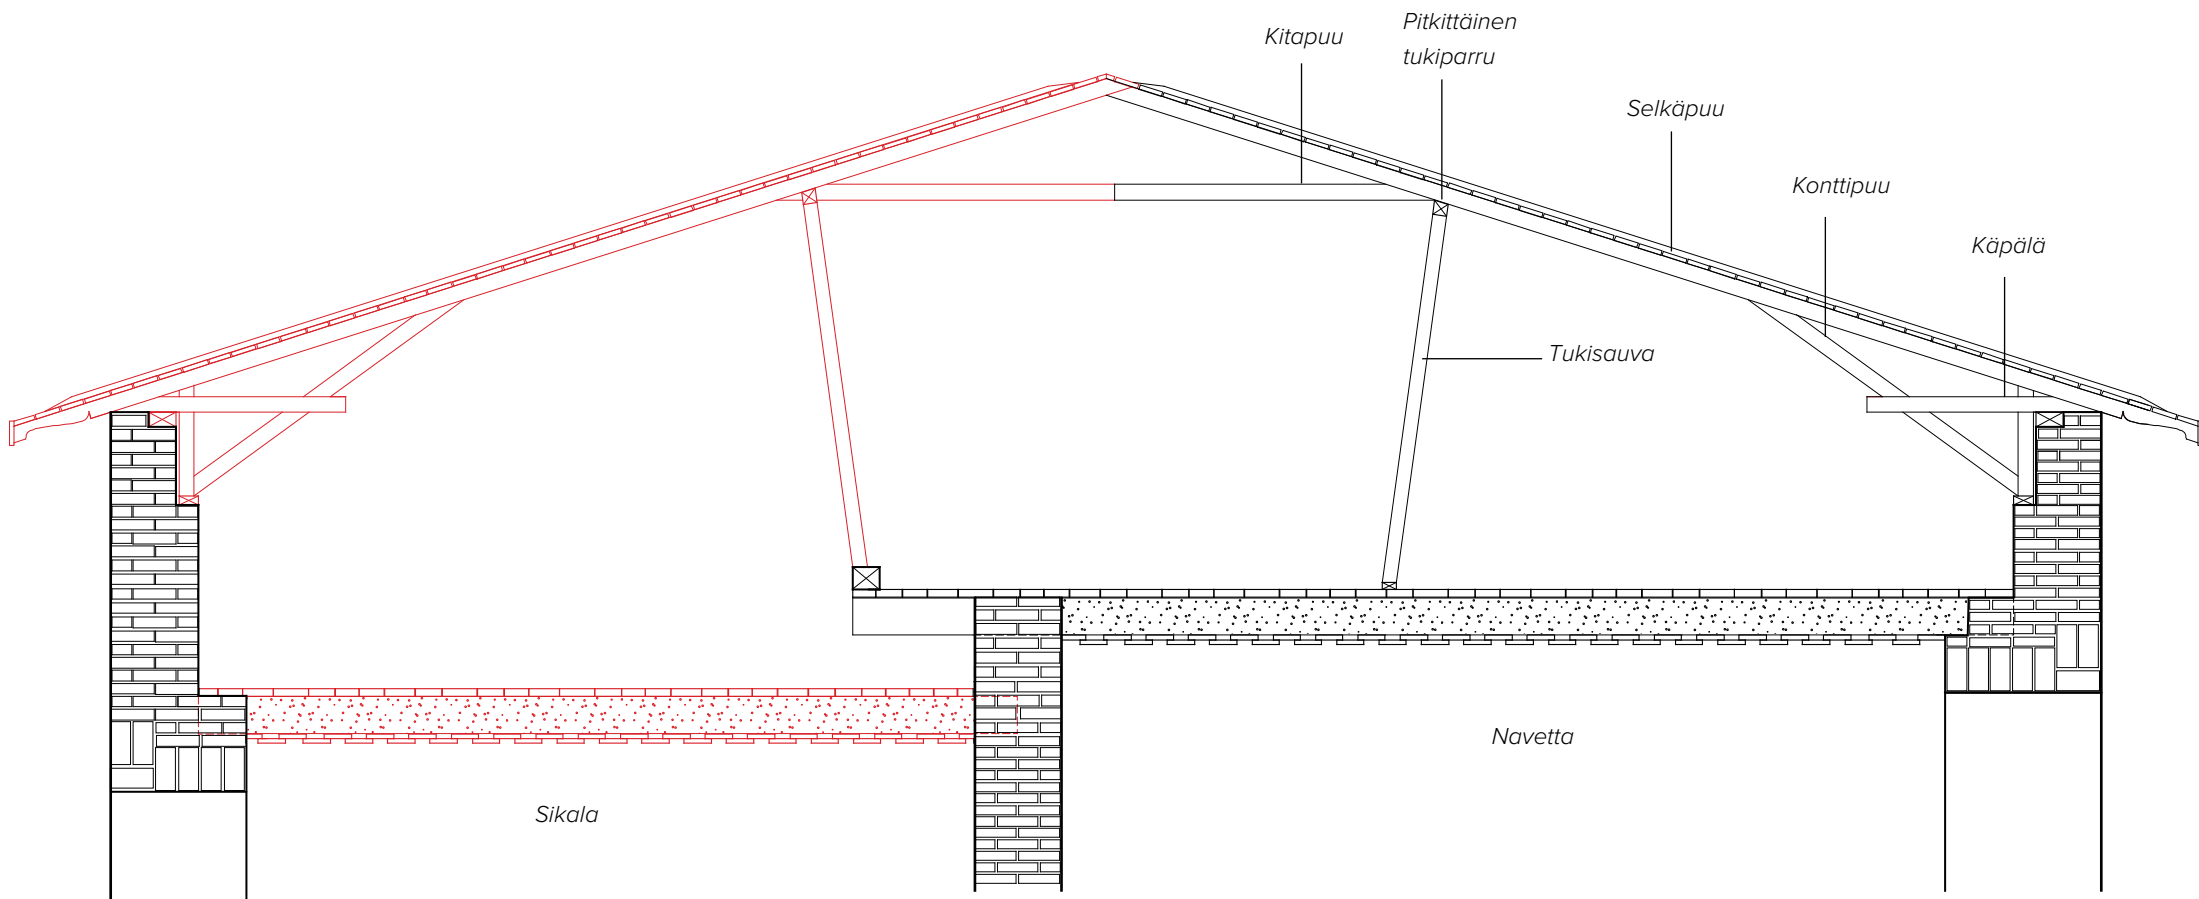 Pitkittäinen
tukiparru
Kitapuu
Selkäpuu
Konttipuu
Käpälä
Tukisauva
Navetta
Sikala